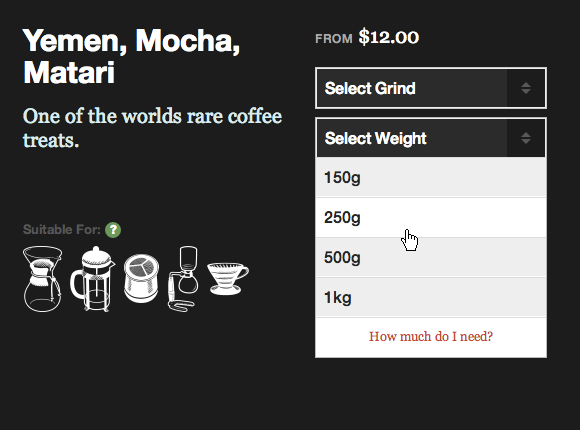 Yemen, Mocha,
Matari
One of the worlds rare coffee
treats.
Suitable For: ?
FROM $12.00
Select Grind
Select Weight
150g
250g
500g
1kg
How much do I need?